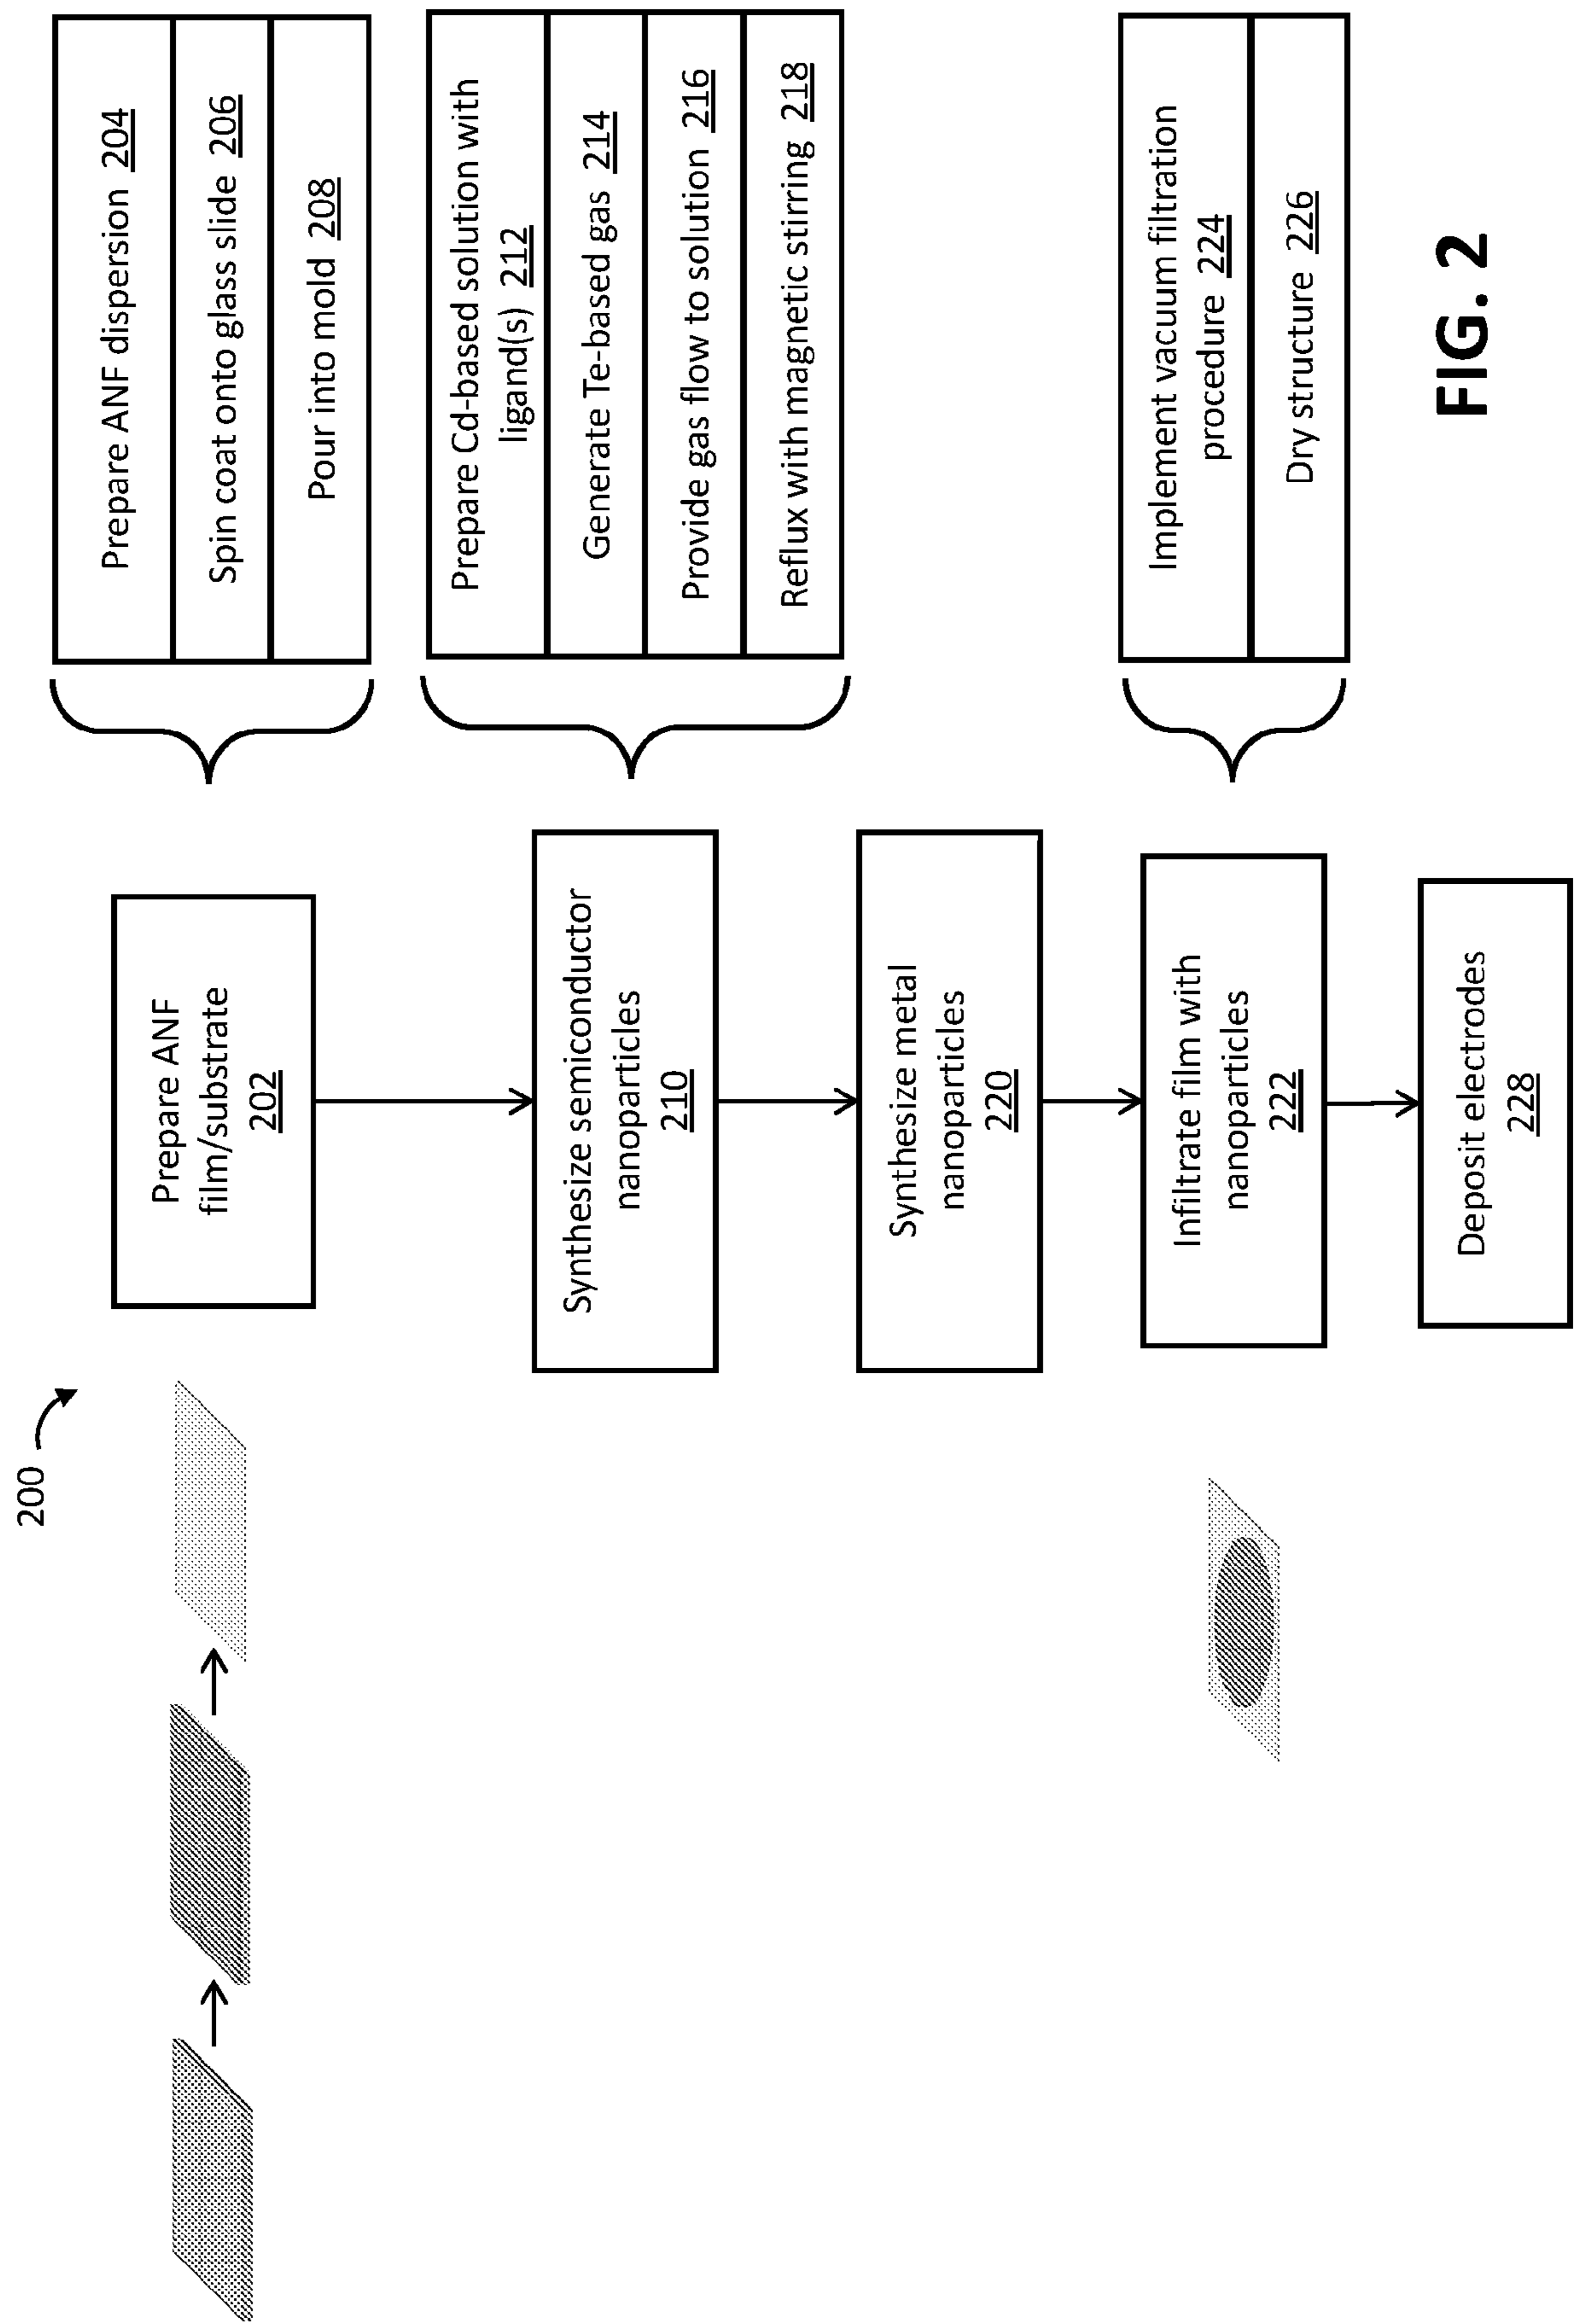 200
Prepare ANF
film/substrate
202
Prepare ANF dispersion 204
Spin coat onto glass slide 206
Pour into mold 208
Synthesize semiconductor
nanoparticles
210
Prepare Cd-based solution with
ligand(s) 212
Generate Te-based gas 214
Provide gas flow to solution 216
Reflux with magnetic stirring 218
Synthesize metal
nanoparticles
220
Infiltrate film with
nanoparticles
222
Implement vacuum filtration
procedure 224
Dry structure 226
Deposit electrodes
228
FIG. 2